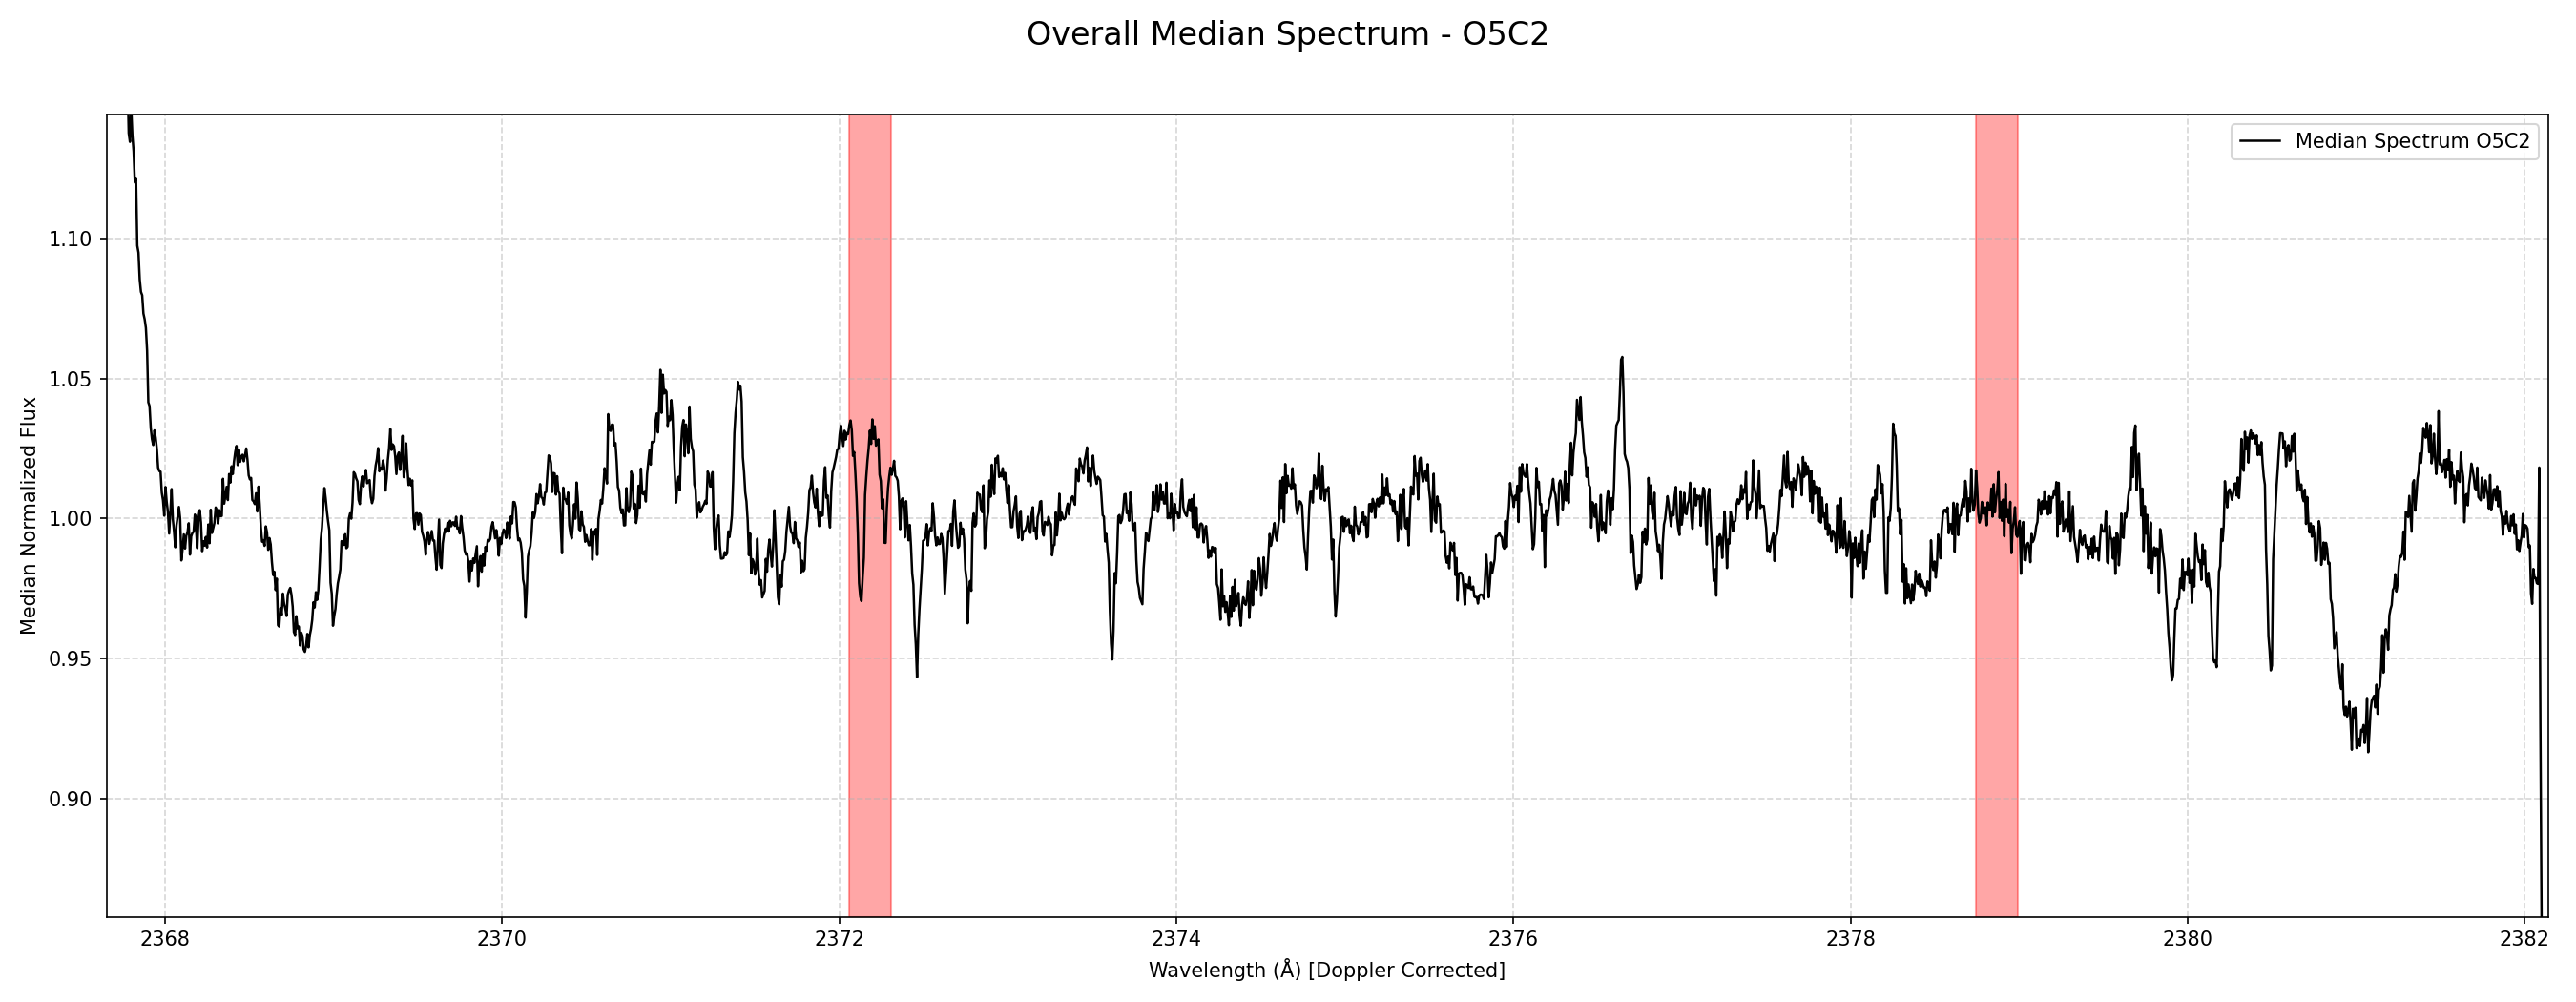 Overall Median Spectrum - O5C2
Median Spectrum O5C2
Median Normalized Flux
1.10
1.05
1.00
0.95
0.90
2368 2370 2372 2374 2376 2378 2380 2382
Wavelength (Å) [Doppler Corrected]